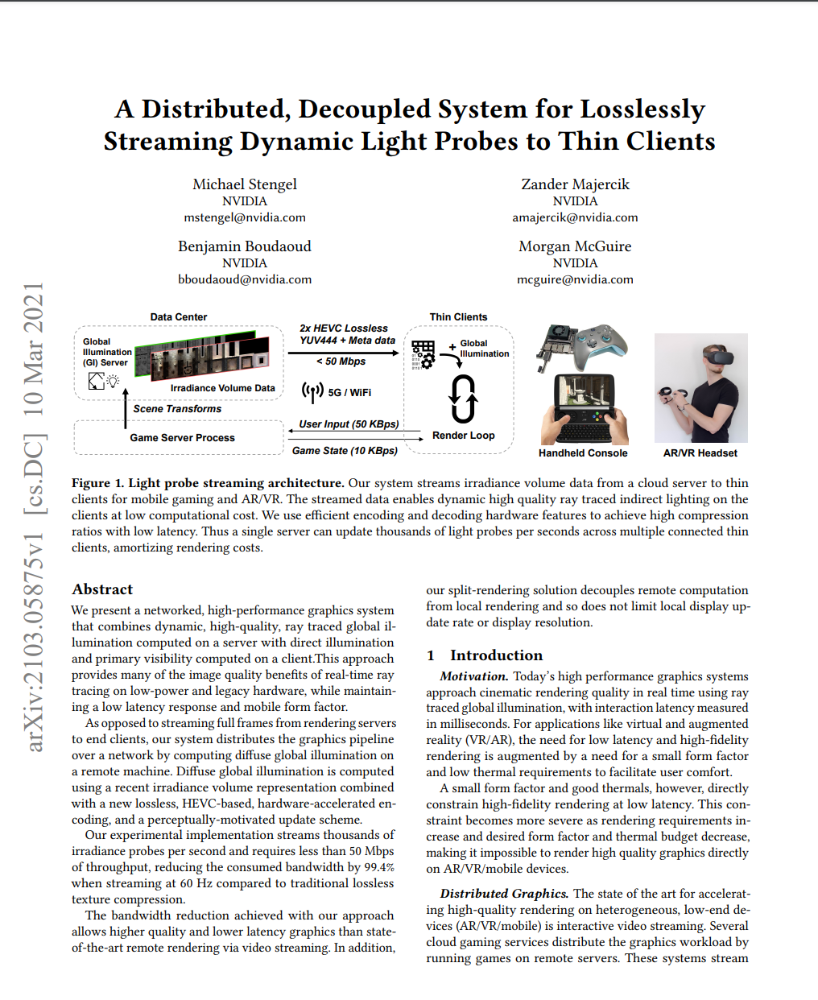 A Distributed, Decoupled System for Losslessly
Streaming Dynamic Light Probes to Thin Clients
Michael Stengel
NVIDIA
mstengel@nvidia.com
Zander Majercik
NVIDIA
amajercik@nvidia.com
Benjamin Boudaoud
NVIDIA
bboudaoud@nvidia.com
Morgan McGuire
NVIDIA
mcguire@nvidia.com
arXiv:2103.05875v1 [cs.DC] 10 Mar 2021
Data Center
Global
Illumination
(GI) Server
Irradiance Volume Data
Scene Transforms
Game Server Process
2x HEVC Lossless
YUV444 + Meta data
< 50 Mbps
5G / WiFi
User Input (50 KBps)
Game State (10 KBps)
Thin Clients
+ Global
Illumination
Render Loop
Handheld Console
AR/VR Headset
Figure 1. Light probe streaming architecture. Our system streams irradiance volume data from a cloud server to thin
clients for mobile gaming and AR/VR. The streamed data enables dynamic high quality ray traced indirect lighting on the
clients at low computational cost. We use efficient encoding and decoding hardware features to achieve high compression
ratios with low latency. Thus a single server can update thousands of light probes per seconds across multiple connected thin
clients, amortizing rendering costs.
Abstract
We present a networked, high-performance graphics system
that combines dynamic, high-quality, ray traced global il-
lumination computed on a server with direct illumination
and primary visibility computed on a client.This approach
provides many of the image quality benefits of real-time ray
tracing on low-power and legacy hardware, while maintain-
ing a low latency response and mobile form factor.
As opposed to streaming full frames from rendering servers
to end clients, our system distributes the graphics pipeline
over a network by computing diffuse global illumination on
a remote machine. Diffuse global illumination is computed
using a recent irradiance volume representation combined
with a new lossless, HEVC-based, hardware-accelerated en-
coding, and a perceptually-motivated update scheme.
Our experimental implementation streams thousands of
irradiance probes per second and requires less than 50 Mbps
of throughput, reducing the consumed bandwidth by 99.4%
when streaming at 60 Hz compared to traditional lossless
texture compression.
The bandwidth reduction achieved with our approach
allows higher quality and lower latency graphics than state-
of-the-art remote rendering via video streaming. In addition,
our split-rendering solution decouples remote computation
from local rendering and so does not limit local display up-
date rate or display resolution.
1 Introduction
Motivation. Today's high performance graphics systems
approach cinematic rendering quality in real time using ray
traced global illumination, with interaction latency measured
in milliseconds. For applications like virtual and augmented
reality (VR/AR), the need for low latency and high-fidelity
rendering is augmented by a need for a small form factor
and low thermal requirements to facilitate user comfort.
A small form factor and good thermals, however, directly
constrain high-fidelity rendering at low latency. This con-
straint becomes more severe as rendering requirements in-
crease and desired form factor and thermal budget decrease,
making it impossible to render high quality graphics directly
on AR/VR/mobile devices.
Distributed Graphics. The state of the art for accelerat-
ing high-quality rendering on heterogeneous, low-end de-
vices (AR/VR/mobile) is interactive video streaming. Several
cloud gaming services distribute the graphics workload by
running games on remote servers. These systems stream